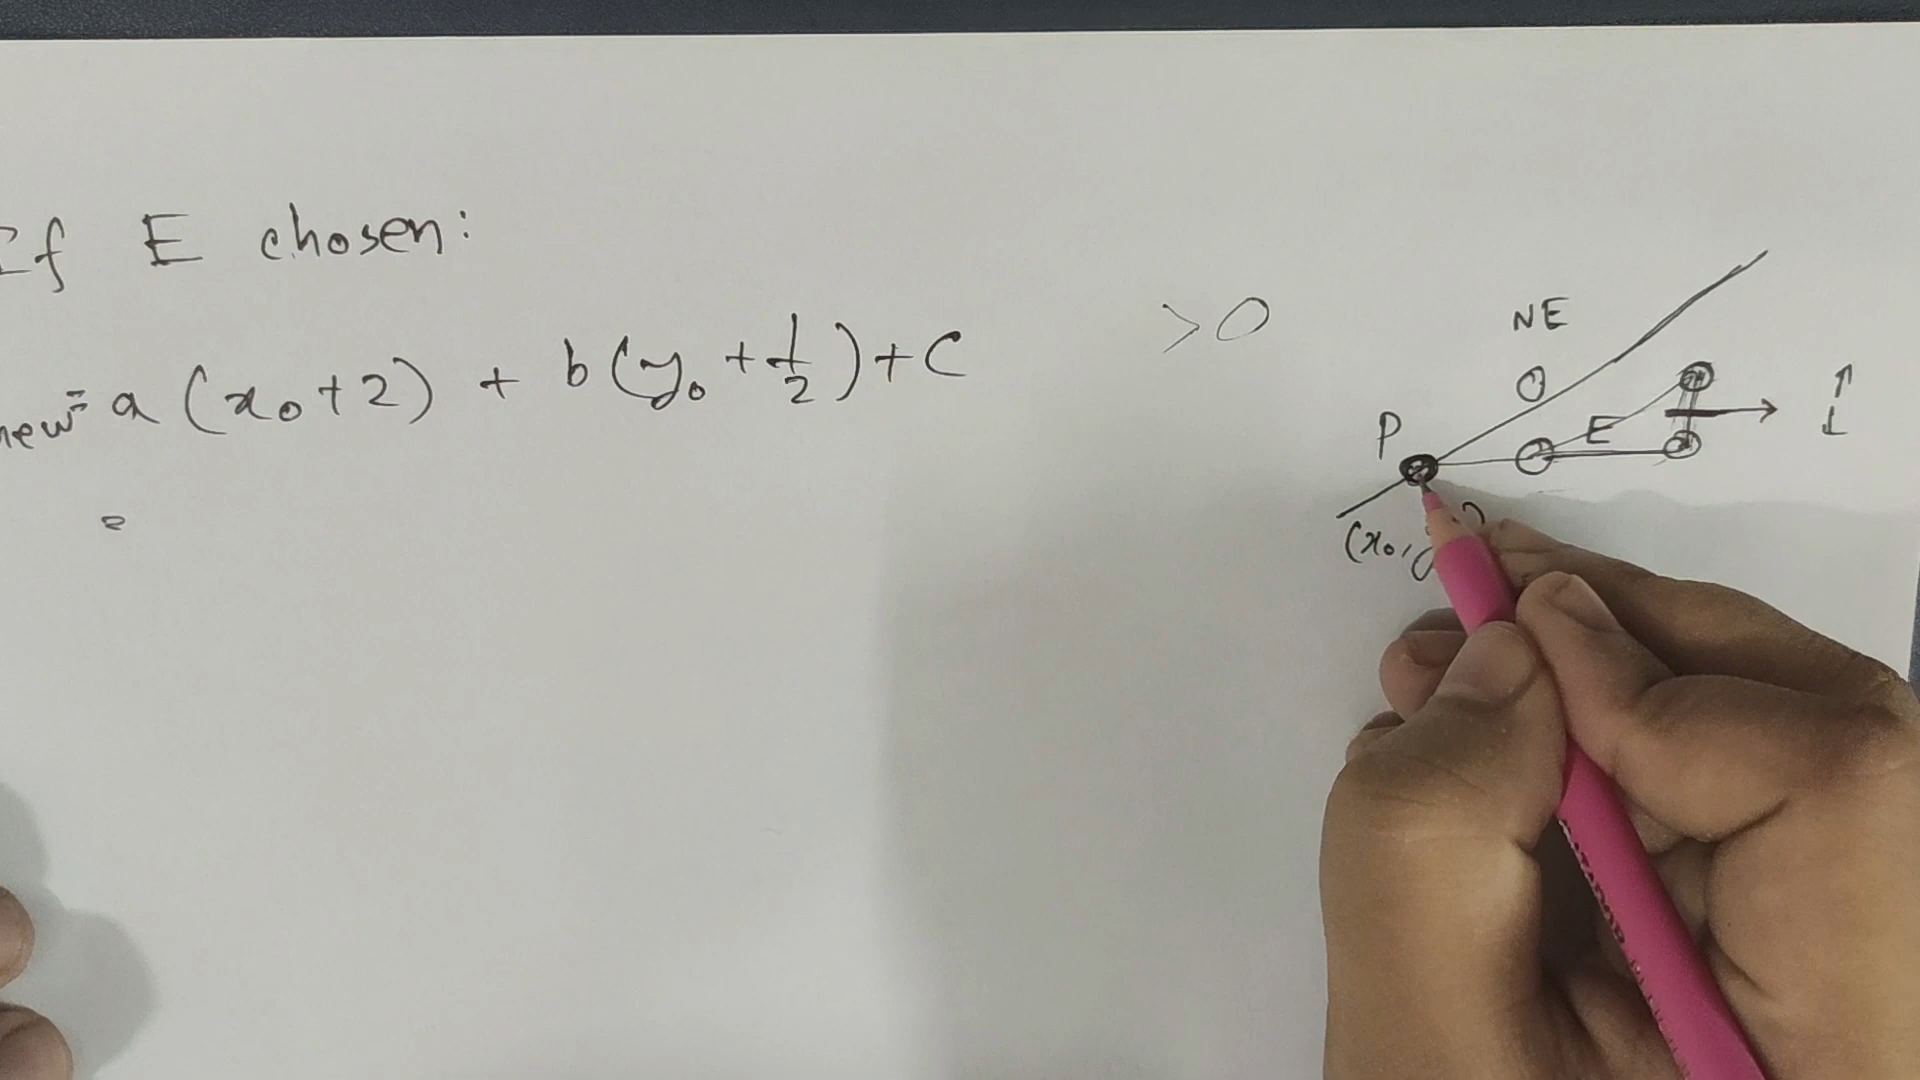 If E chosen:
new = a (x₀+2) + b(y₀ + 1/2) + C
=
>0
NE
P
E
(x₀,